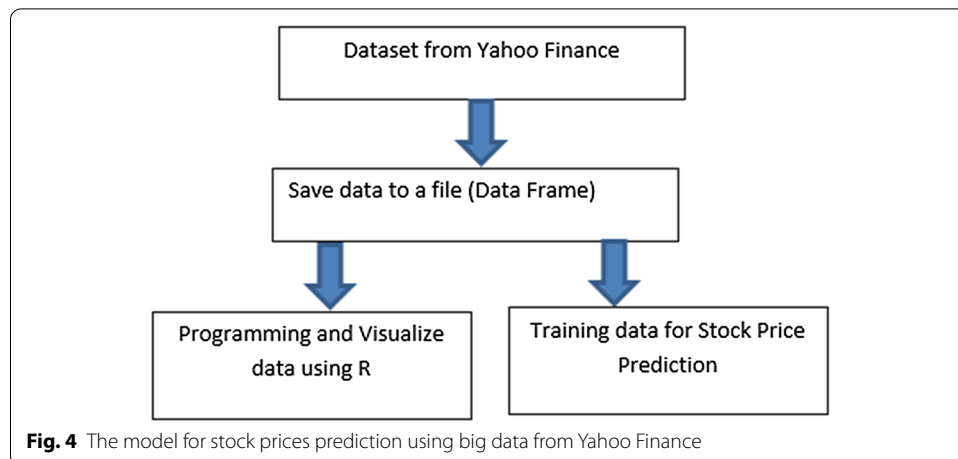 Dataset from Yahoo Finance
Save data to a file (Data Frame)
Programming and Visualize
data using R
Training data for Stock Price
Prediction
Fig. 4 The model for stock prices prediction using big data from Yahoo Finance